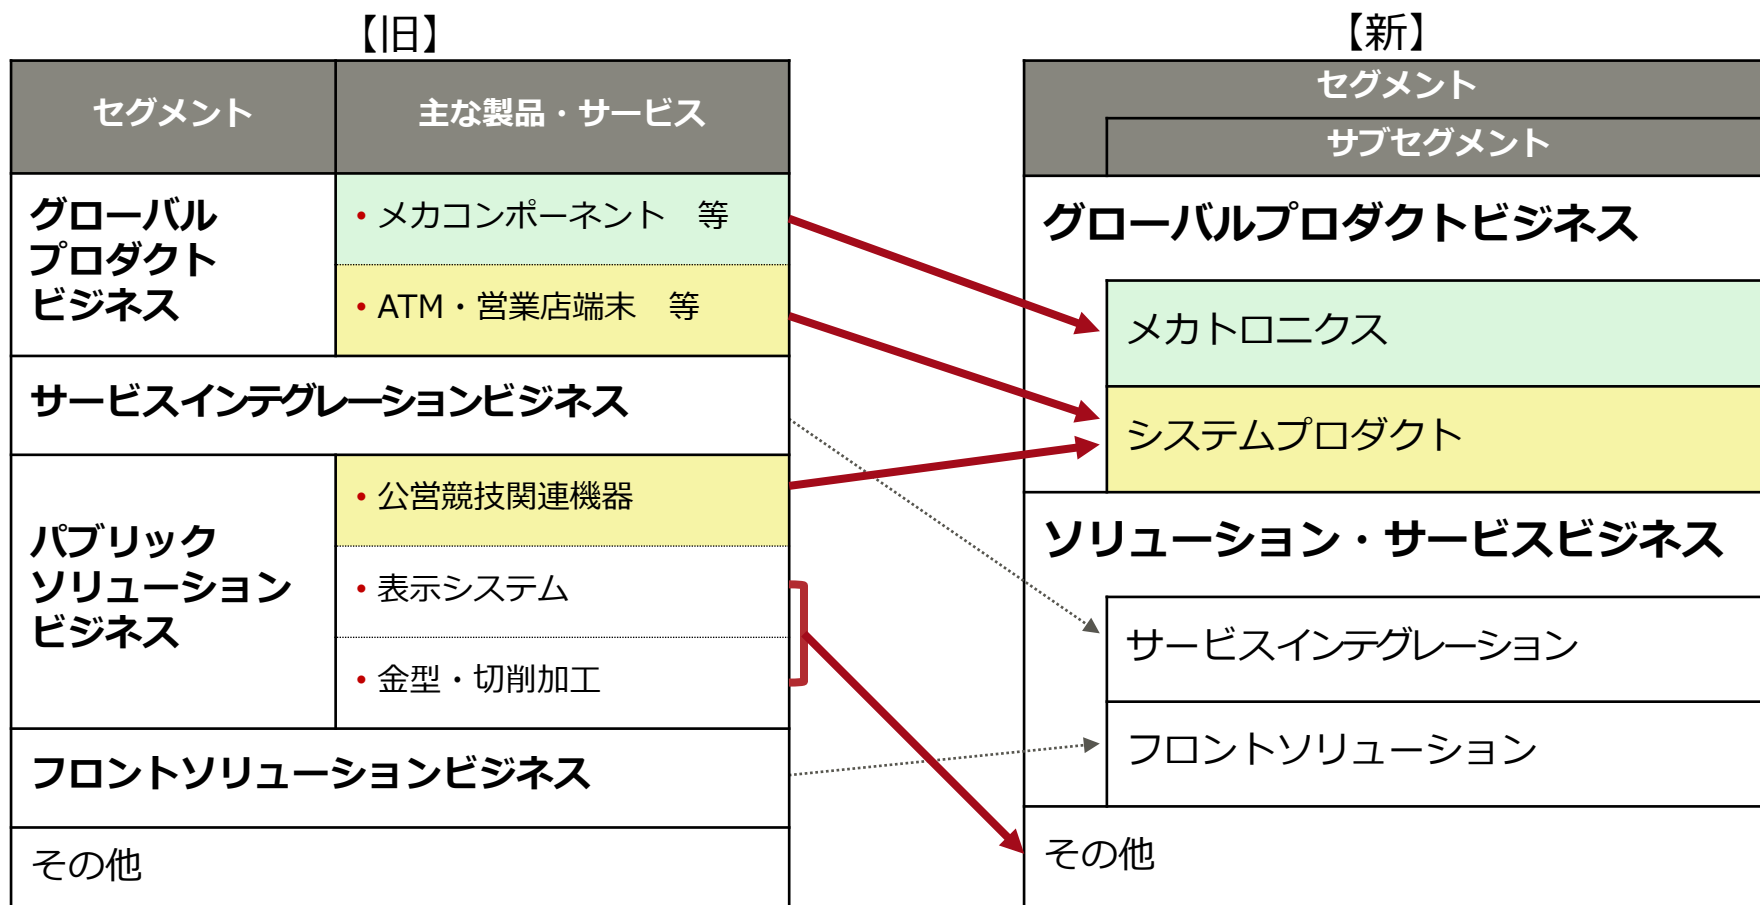 【旧】
セグメント
主な製品・サービス
グローバル
プロダクト
ビジネス
• メカコンポーネント　等
• ATM・営業店端末　等
サービスインテグレーションビジネス
パブリック
ソリューション
ビジネス
• 公営競技関連機器
• 表示システム
• 金型・切削加工
フロントソリューションビジネス
その他
【新】
セグメント
サブセグメント
グローバルプロダクトビジネス
メカトロニクス
システムプロダクト
ソリューション・サービスビジネス
サービスインテグレーション
フロントソリューション
その他